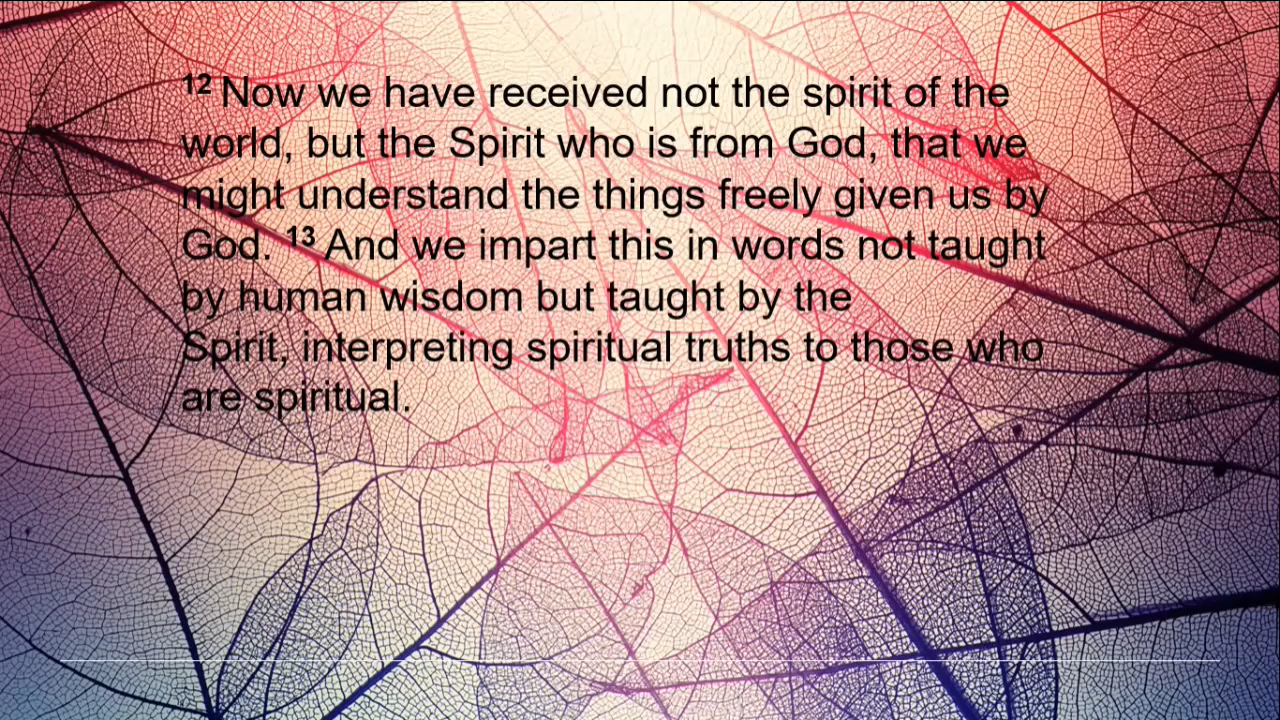 12 Now we have received not the spirit of the
world, but the Spirit who is from God, that we
might understand the things freely given us by
God. 13 And we impart this in words not taught
by human wisdom but taught by the
Spirit, interpreting spiritual truths to those who
are spiritual.